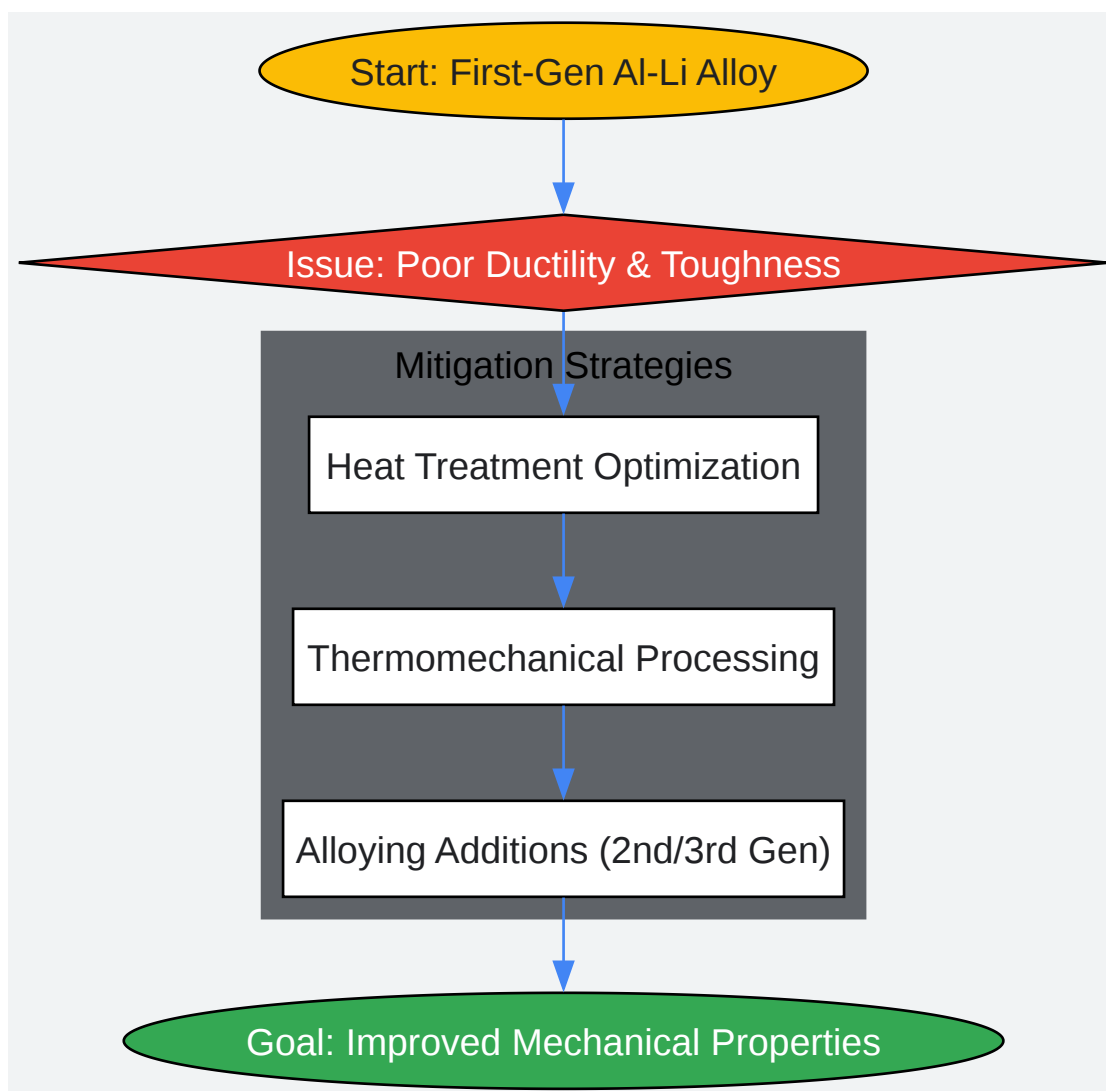 Start: First-Gen Al-Li Alloy
Issue: Poor Ductility & Toughness
Mitigation Strategies
Heat Treatment Optimization
Thermomechanical Processing
Alloying Additions (2nd/3rd Gen)
Goal: Improved Mechanical Properties